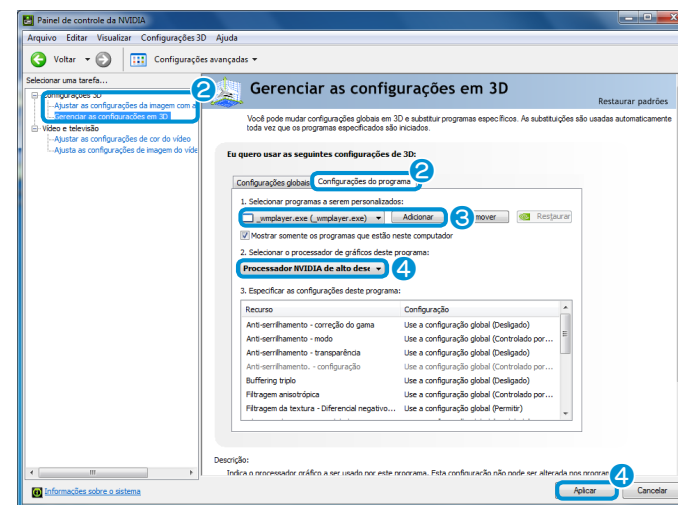 Painel de controle da NVIDIA
Arquivo Editar Visualizar Configurações 3D Ajuda
Voltar Configurações avançadas
Selecionar uma tarefa...
Configurações 3D
Ajustar as configurações da imagem com a
Gerenciar as configurações em 3D
Vídeo e televisão
Ajustar as configurações de cor do vídeo
Ajusta as configurações de imagem do víde
2
Gerenciar as configurações em 3D
Restaurar padrões
Você pode mudar configurações globais em 3D e substituir programas específicos. As substituições são usadas automaticamente
toda vez que os programas especificados são iniciados.
Eu quero usar as seguintes configurações de 3D:
2
Configurações globais Configurações do programa
1. Selecionar programas a serem personalizados:
_wmplayer.exe (_wmplayer.exe) Adicionar 3 mover Restaurar
Mostrar somente os programas que estão neste computador
2. Selecionar o processador de gráficos deste programa:
Processador NVIDIA de alto dese 4
3. Especificar as configurações deste programa:
Recurso Configuração
Anti-serrilhamento - correção do gama Use a configuração global (Desligado)
Anti-serrilhamento - modo Use a configuração global (Controlado por...
Anti-serrilhamento - transparência Use a configuração global (Desligado)
Anti-serrilhamento. - configuração Use a configuração global (Controlado por...
Buffering triplo Use a configuração global (Desligado)
Filtragem anisotrópica Use a configuração global (Controlado por...
Filtragem da textura - Diferencial negativo... Use a configuração global (Permitir)
Descrição:
Indica o processador gráfico a ser usado por este programa. Esta configuração não pode ser alterada nos program
4
Informações sobre o sistema
Aplicar Cancelar